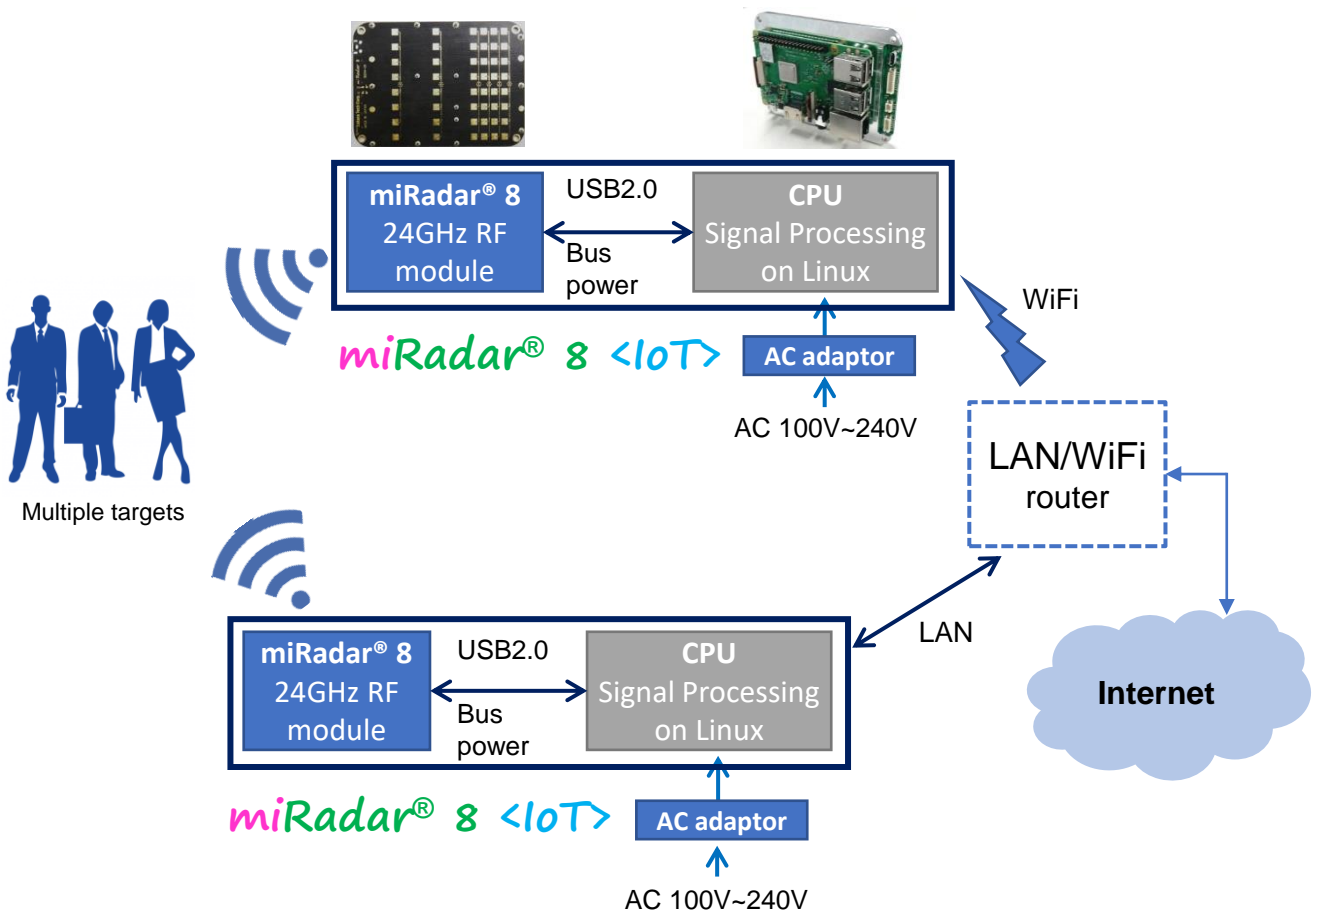 miRadar® 8
24GHz RF
module
USB2.0
Bus
power
CPU
Signal Processing
on Linux
WiFi
miRadar® 8 <IoT>
AC adaptor
AC 100V~240V
LAN/WiFi
router
Multiple targets
LAN
miRadar® 8
24GHz RF
module
USB2.0
Bus
power
CPU
Signal Processing
on Linux
Internet
miRadar® 8 <IoT>
AC adaptor
AC 100V~240V